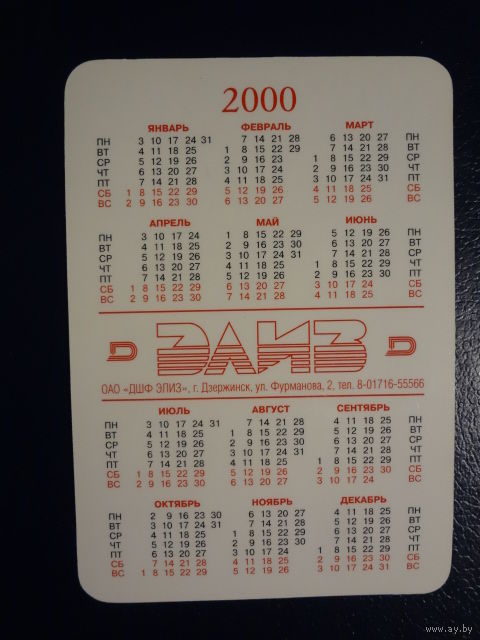 2000
ЯНВАРЬ ФЕВРАЛЬ МАРТ
ПН 3 10 17 24 31 7 14 21 28 6 13 20 27 ПН
ВТ 4 11 18 25 1 8 15 22 29 7 14 21 28 ВТ
СР 5 12 19 26 2 9 16 23 1 8 15 22 29 СР
ЧТ 6 13 20 27 3 10 17 24 2 9 16 23 30 ЧТ
ПТ 7 14 21 28 4 11 18 25 3 10 17 24 31 ПТ
СБ 1 8 15 22 29 5 12 19 26 4 11 18 25 СБ
ВС 2 9 16 23 30 6 13 20 27 5 12 19 26 ВС
АПРЕЛЬ МАЙ ИЮНЬ
ПН 3 10 17 24 1 8 15 22 29 5 12 19 26 ПН
ВТ 4 11 18 25 2 9 16 23 30 6 13 20 27 ВТ
СР 5 12 19 26 3 10 17 24 31 7 14 21 28 СР
ЧТ 6 13 20 27 4 11 18 25 1 8 15 22 29 ЧТ
ПТ 7 14 21 28 5 12 19 26 2 9 16 23 30 ПТ
СБ 1 8 15 22 29 6 13 20 27 3 10 17 24 СБ
ВС 2 9 16 23 30 7 14 21 28 4 11 18 25 ВС
D ЭЛИЗ D
ОАО «ДШФ ЭЛИЗ», г. Дзержинск, ул. Фурманова, 2, тел. 8-01716-55566
ИЮЛЬ АВГУСТ СЕНТЯБРЬ
ПН 3 10 17 24 31 7 14 21 28 4 11 18 25 ПН
ВТ 4 11 18 25 1 8 15 22 29 5 12 19 26 ВТ
СР 5 12 19 26 2 9 16 23 30 6 13 20 27 СР
ЧТ 6 13 20 27 3 10 17 24 31 7 14 21 28 ЧТ
ПТ 7 14 21 28 4 11 18 25 1 8 15 22 29 ПТ
СБ 1 8 15 22 29 5 12 19 26 2 9 16 23 30 СБ
ВС 2 9 16 23 30 6 13 20 27 3 10 17 24 ВС
ОКТЯБРЬ НОЯБРЬ ДЕКАБРЬ
ПН 2 9 16 23 30 6 13 20 27 4 11 18 25 ПН
ВТ 3 10 17 24 31 7 14 21 28 5 12 19 26 ВТ
СР 4 11 18 25 1 8 15 22 29 6 13 20 27 СР
ЧТ 5 12 19 26 2 9 16 23 30 7 14 21 28 ЧТ
ПТ 6 13 20 27 3 10 17 24 1 8 15 22 29 ПТ
СБ 7 14 21 28 4 11 18 25 2 9 16 23 30 СБ
ВС 1 8 15 22 29 5 12 19 26 3 10 17 24 31 ВС
www.ay.by